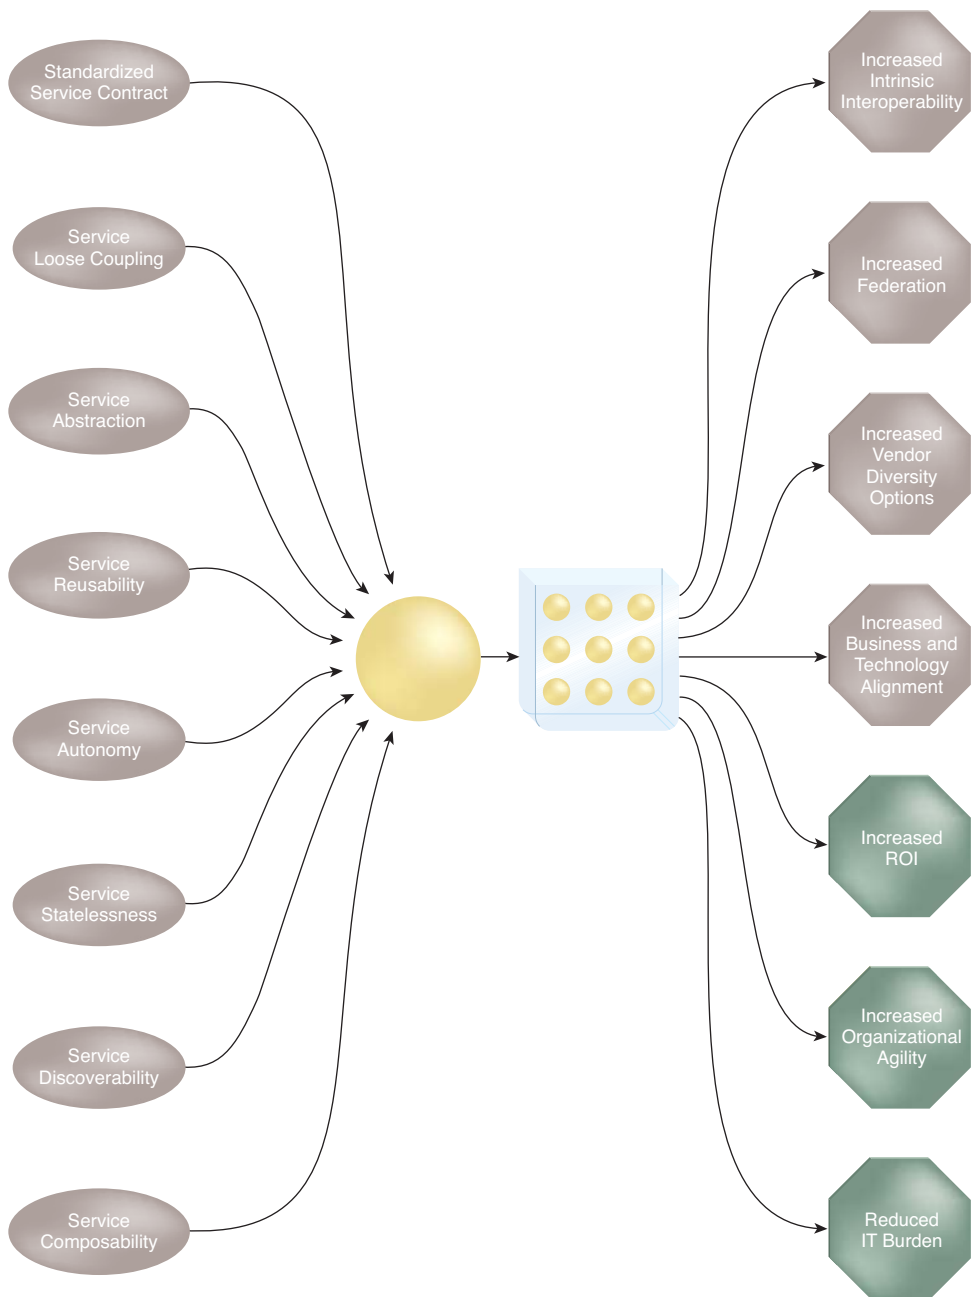 Standardized
Service Contract
Service
Loose Coupling
Service
Abstraction
Service
Reusability
Service
Autonomy
Service
Statelessness
Service
Discoverability
Service
Composability
Increased
Intrinsic
Interoperability
Increased
Federation
Increased
Vendor
Diversity
Options
Increased
Business and
Technology
Alignment
Increased
ROI
Increased
Organizational
Agility
Reduced
IT Burden